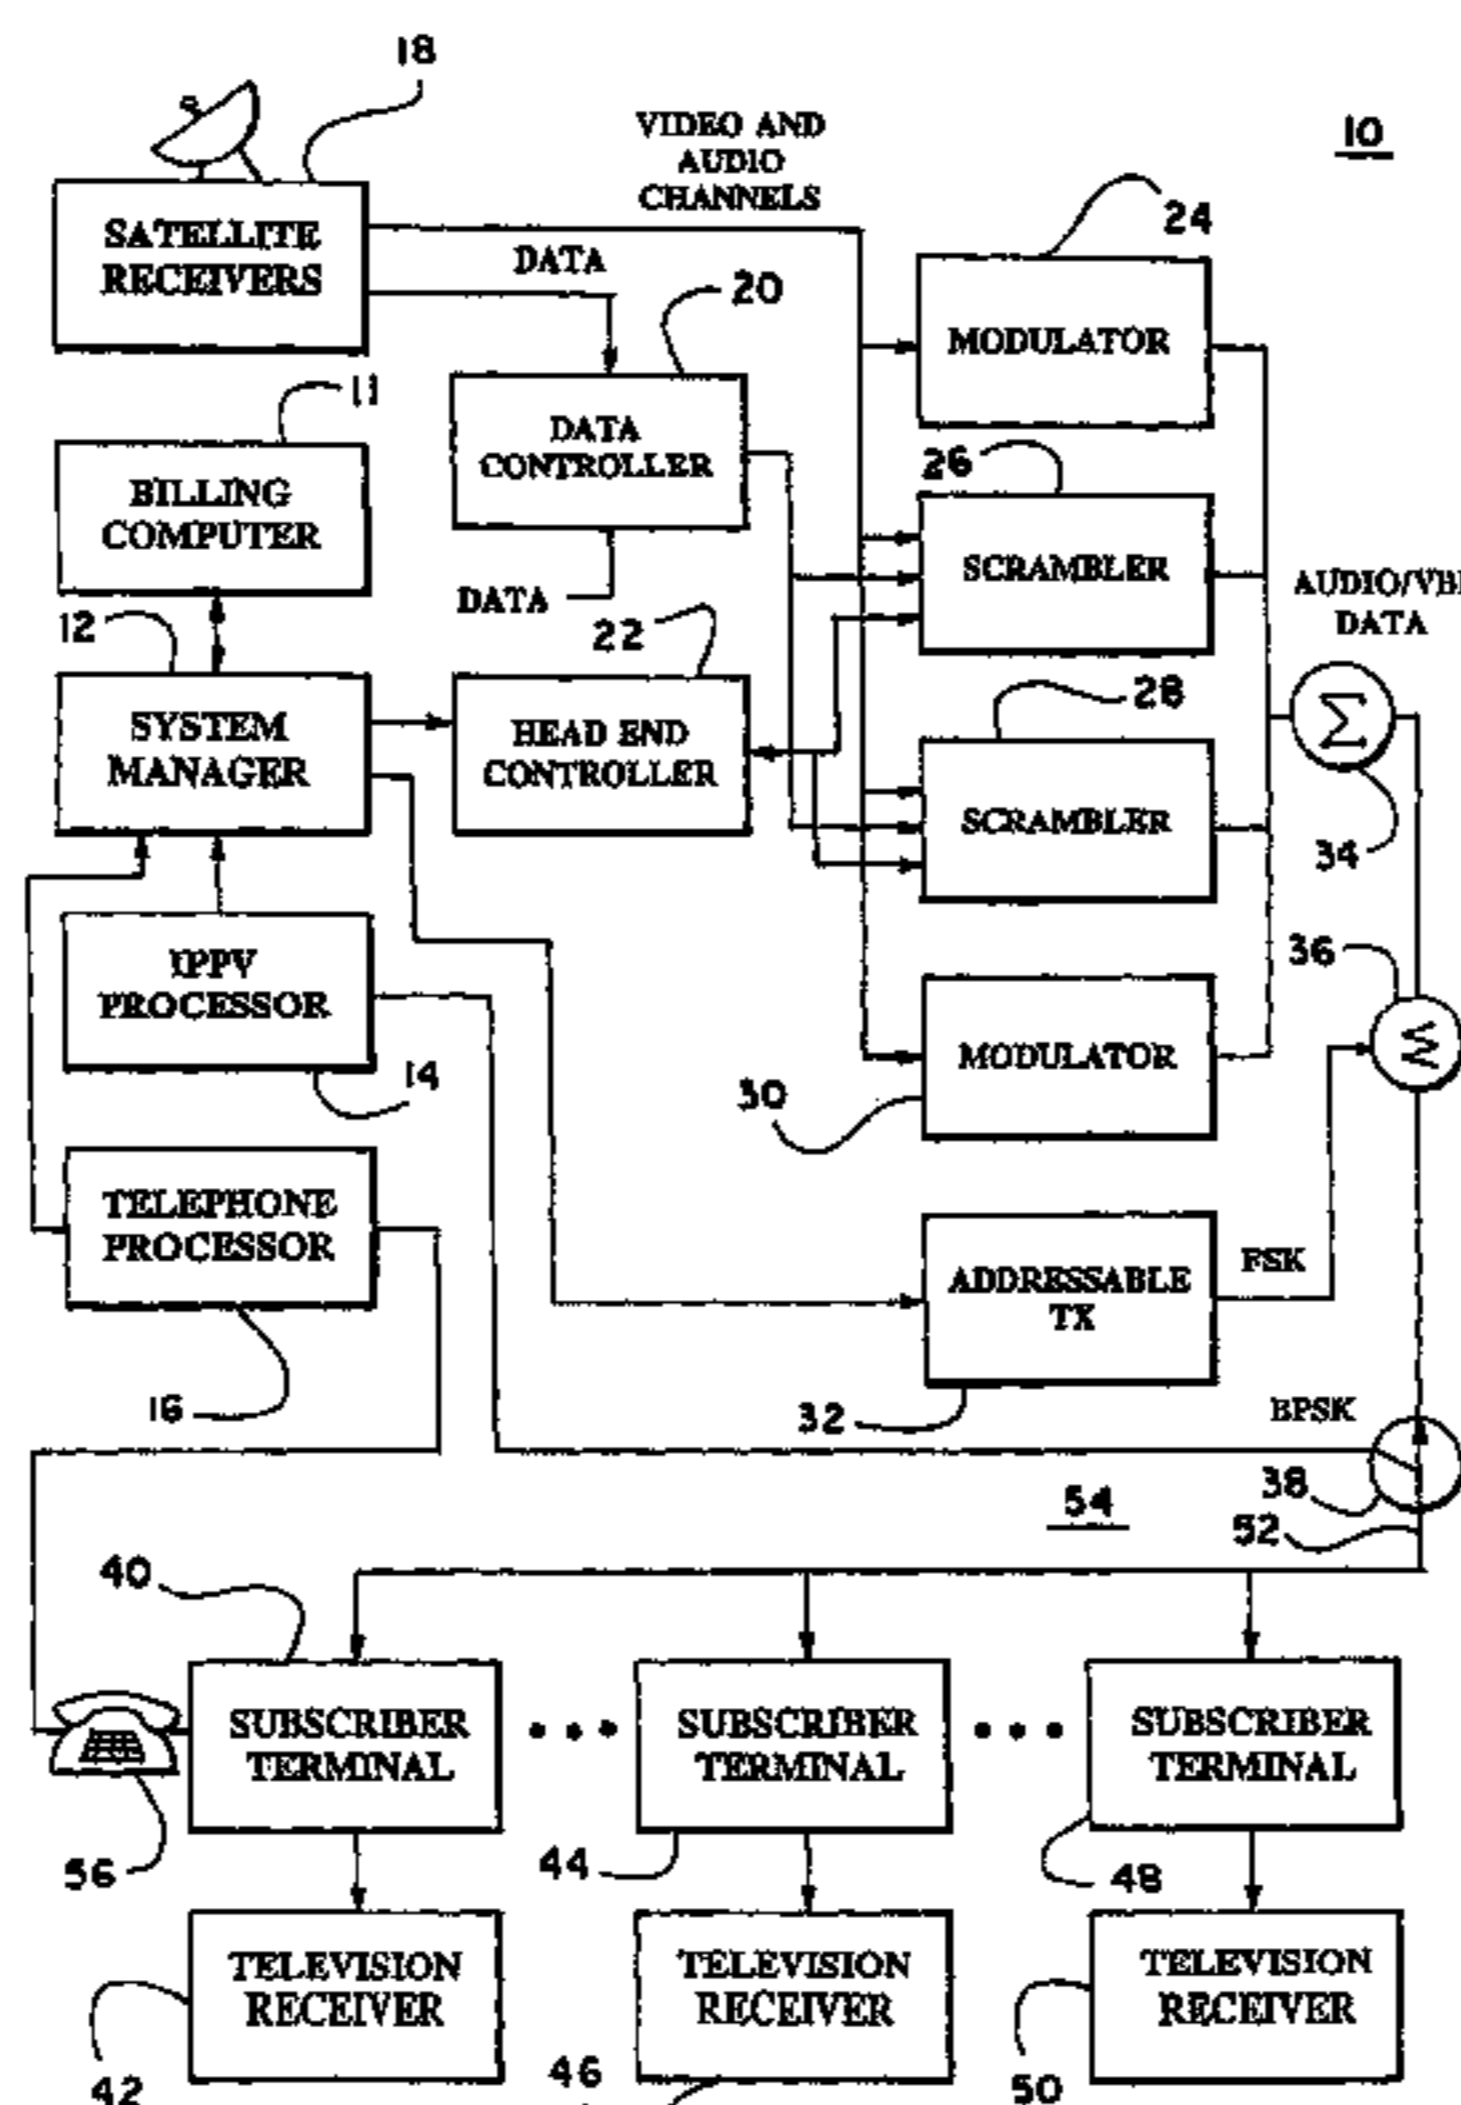 18
VIDEO AND
AUDIO
CHANNELS
10
24
SATELLITE
RECEIVERS
DATA
20
MODULATOR
11
DATA
CONTROLLER
26
BILLING
COMPUTER
SCRAMBLER
AUDIO/VBI
DATA
DATA
12
22
28
SYSTEM
MANAGER
HEAD END
CONTROLLER
Σ
SCRAMBLER
34
36
IPPV
PROCESSOR
Σ
MODULATOR
14
30
TELEPHONE
PROCESSOR
FSK
ADDRESSABLE
TX
16
32
BPSK
38
54
52
40
SUBSCRIBER
TERMINAL
• • •
SUBSCRIBER
TERMINAL
• • •
SUBSCRIBER
TERMINAL
56
44
48
TELEVISION
RECEIVER
TELEVISION
RECEIVER
TELEVISION
RECEIVER
42
46
50